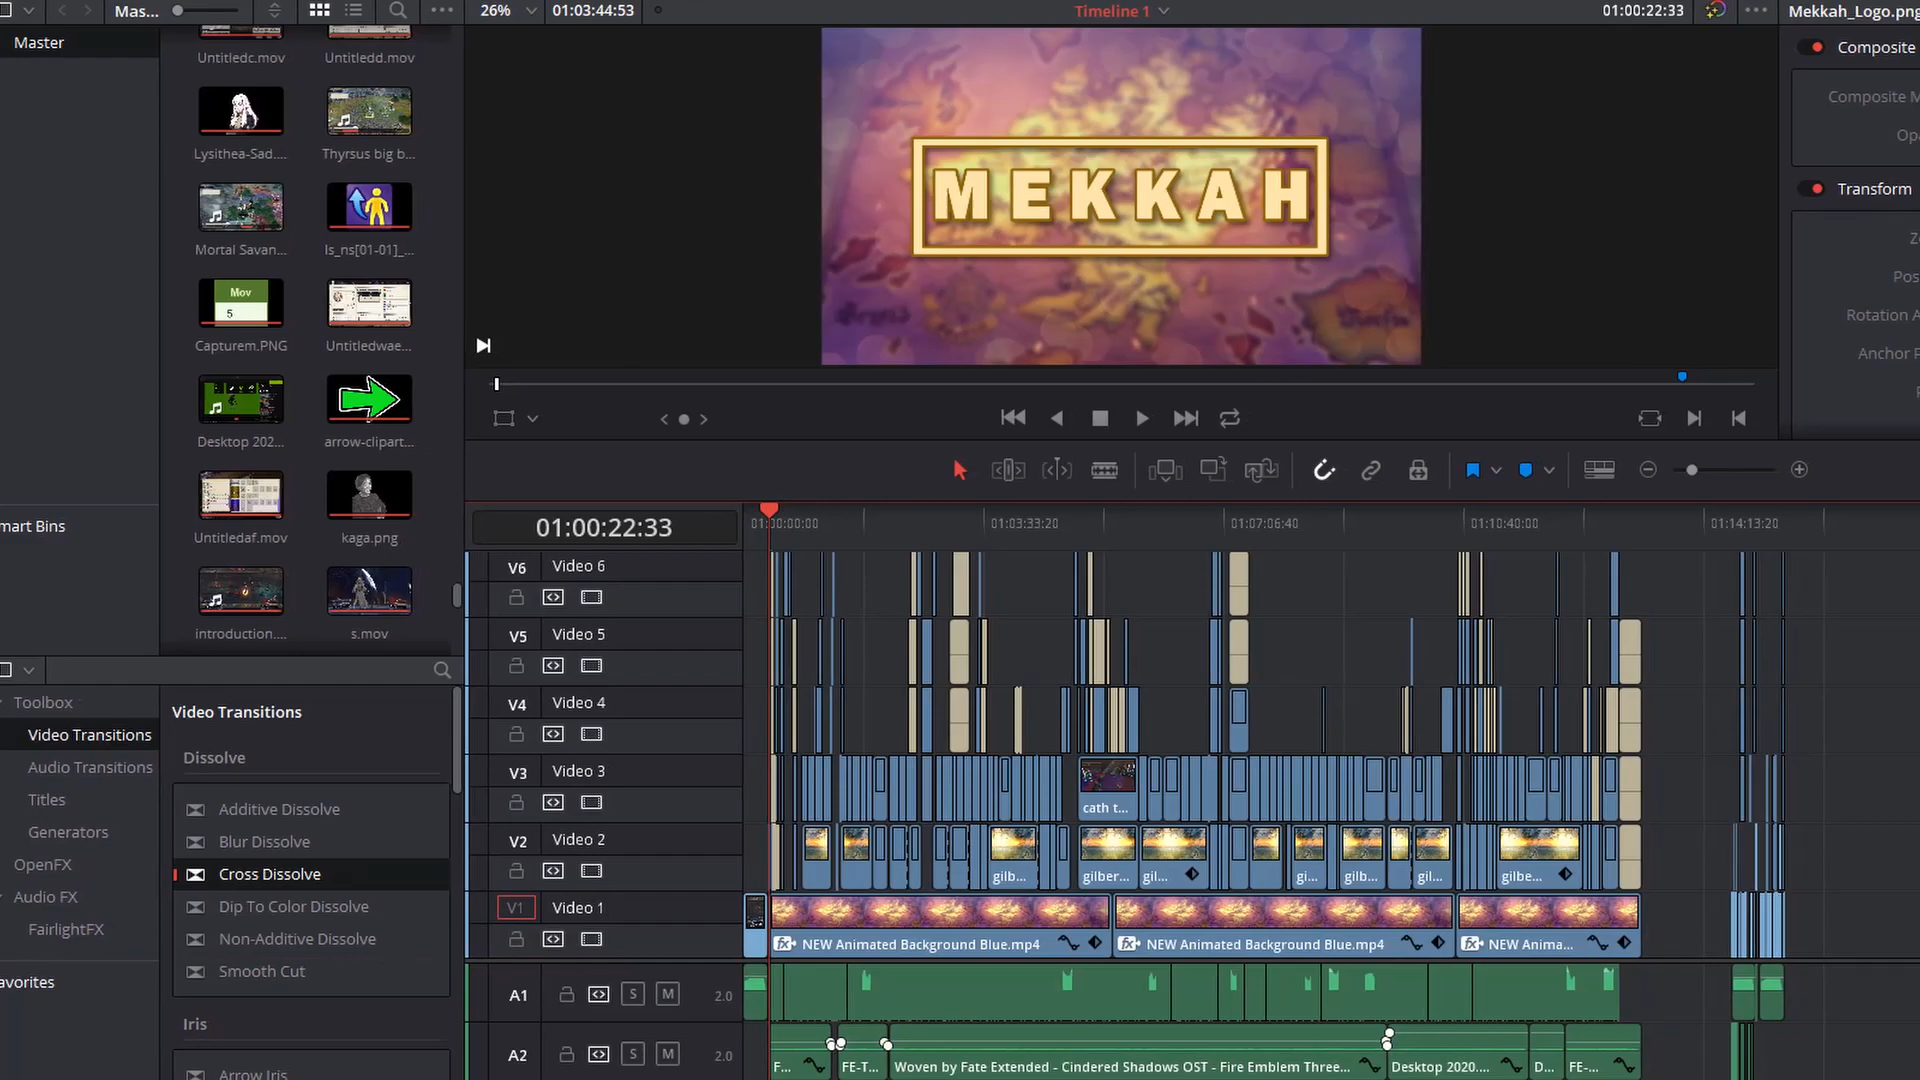 Mas...
26%
01:03:44:53
Timeline 1
01:00:22:33
Mekkah_Logo.png
Master
Untitledc.mov
Untitledd.mov
Lysithea-Sad....
Thyrsus big b...
Mortal Savan...
ls_ns[01-01]_...
Mov
5
Capturem.PNG
Untitledwae...
Desktop 202...
arrow-clipart...
Untitledaf.mov
kaga.png
introduction....
s.mov
mart Bins
MEKKAH
Composite
Composite M
Opa
Transform
Zo
Pos
Rotation A
Anchor P
Toolbox
Video Transitions
Audio Transitions
Titles
Generators
OpenFX
Audio FX
FairlightFX
avorites
Video Transitions
Dissolve
Additive Dissolve
Blur Dissolve
Cross Dissolve
Dip To Color Dissolve
Non-Additive Dissolve
Smooth Cut
Iris
Arrow Iris
01:00:22:33
01:00:00:00
01:03:33:20
01:07:06:40
01:10:40:00
01:14:13:20
V6 Video 6
V5 Video 5
V4 Video 4
V3 Video 3
cath t...
V2 Video 2
gilb...
gilber...
gil...
gi...
gilb...
gil...
gilbe...
V1 Video 1
NEW Animated Background Blue.mp4
NEW Animated Background Blue.mp4
NEW Anima...
A1 S M 2.0
A2 S M 2.0
F...
FE-T...
Woven by Fate Extended - Cindered Shadows OST - Fire Emblem Three...
Desktop 2020....
D...
FE-...